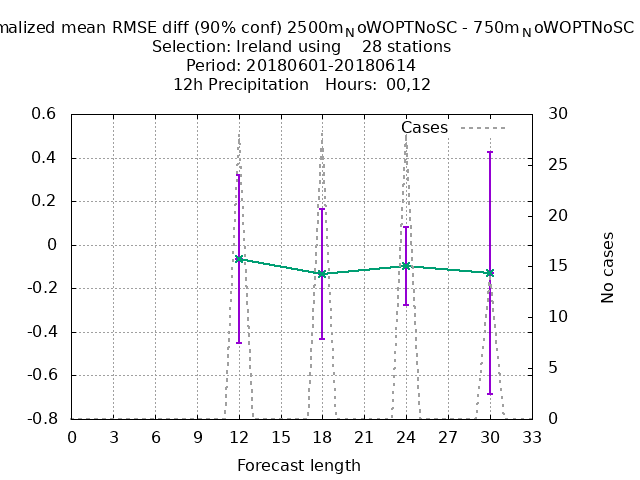 malized mean RMSE diff (90% conf) 2500mNoWOPTNoSC - 750mNoWOPTNoSC
Selection: Ireland using 28 stations
Period: 20180601-20180614
12h Precipitation Hours: 00,12
Cases
0.6
0.4
0.2
0
-0.2
-0.4
-0.6
-0.8
30
25
20
15
10
5
0
No cases
0 3 6 9 12 15 18 21 24 27 30 33
Forecast length